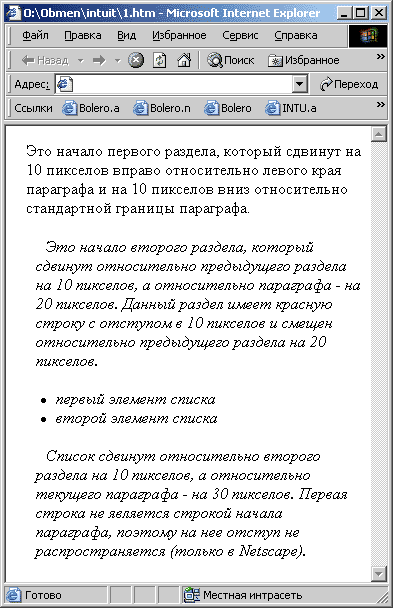 O:\Obmen\intuit\1.htm - Microsoft Internet Explorer
Файл Правка Вид Избранное Сервис Справка
Назад » Поиск Избранное »
Адрес: Переход
Ссылки Bolero.a Bolero.n Bolero INTU.a »
Это начало первого раздела, который сдвинут на
10 пикселов вправо относительно левого края
параграфа и на 10 пикселов вниз относительно
стандартной границы параграфа.
Это начало второго раздела, который
сдвинут относительно предыдущего раздела
на 10 пикселов, а относительно параграфа - на
20 пикселов. Данный раздел имеет красную
строку с отступом в 10 пикселов и смещен
относительно предыдущего раздела на 20
пикселов.
• первый элемент списка
• второй элемент списка
Список сдвинут относительно второго
раздела на 10 пикселов, а относительно
текущего параграфа - на 30 пикселов. Первая
строка не является строкой начала
параграфа, поэтому на нее отступ не
распространяется (только в Netscape).
Готово Местная интрасеть